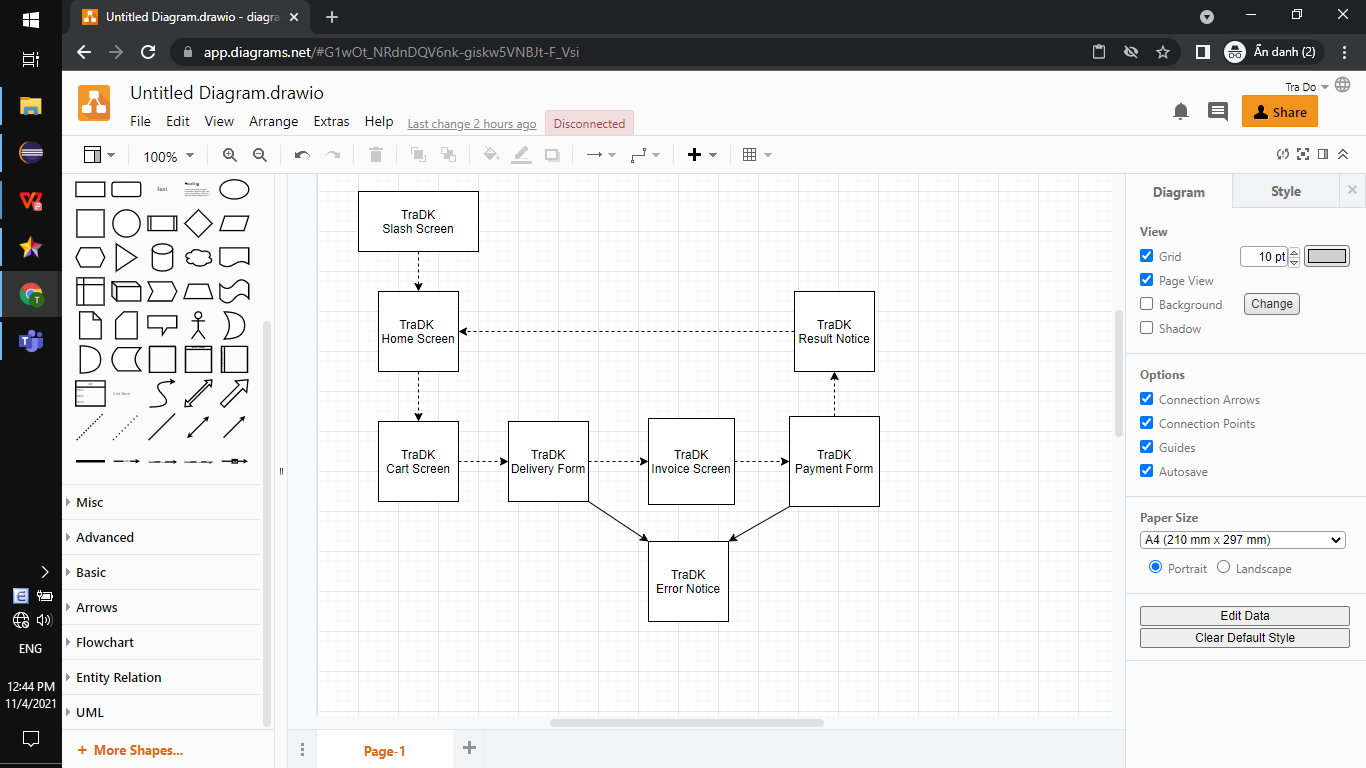 Untitled Diagram.drawio - diagra
app.diagrams.net/#G1wOt_NRdnDQV6nk-giskw5VNBJt-F_Vsi
Ẩn danh (2)
Untitled Diagram.drawio
Tra Do
File Edit View Arrange Extras Help Last change 2 hours ago Disconnected
Share
100%
Text
Heading
List
List Item
Misc
Advanced
Basic
Arrows
Flowchart
Entity Relation
UML
+ More Shapes...
TraDK
Slash Screen
TraDK
Home Screen
TraDK
Result Notice
TraDK
Cart Screen
TraDK
Delivery Form
TraDK
Invoice Screen
TraDK
Payment Form
TraDK
Error Notice
Page-1
Diagram
Style
View
Grid
10 pt
Page View
Background
Change
Shadow
Options
Connection Arrows
Connection Points
Guides
Autosave
Paper Size
A4 (210 mm x 297 mm)
Portrait
Landscape
Edit Data
Clear Default Style
T
ENG
12:44 PM
11/4/2021